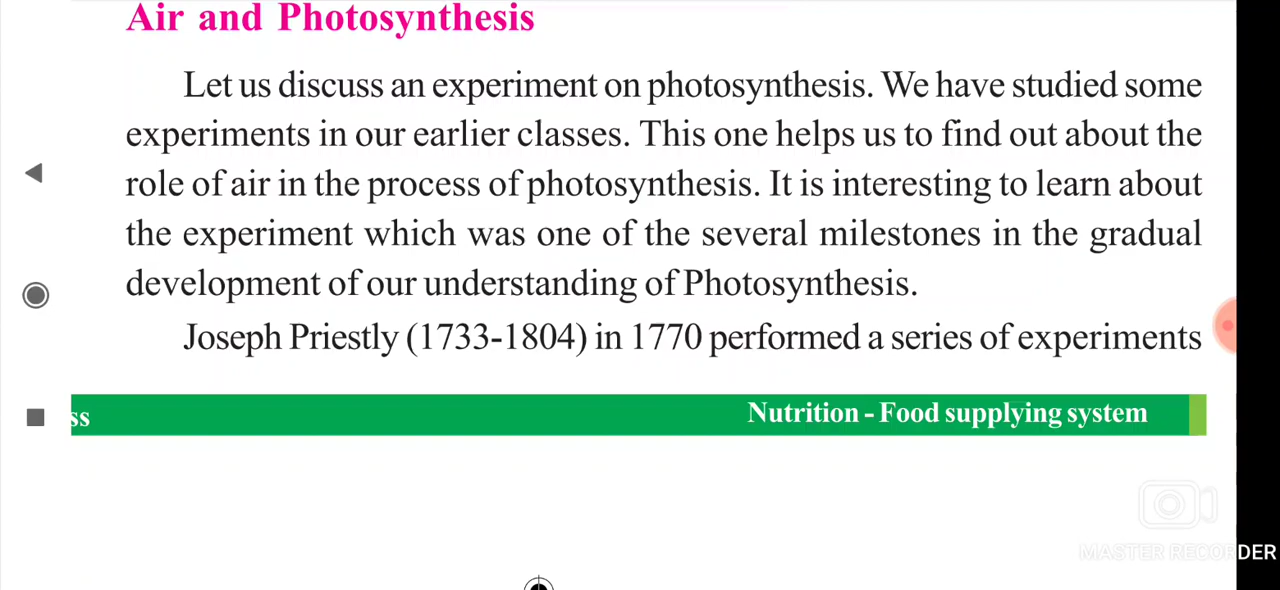 Air and Photosynthesis
Let us discuss an experiment on photosynthesis. We have studied some
experiments in our earlier classes. This one helps us to find out about the
role of air in the process of photosynthesis. It is interesting to learn about
the experiment which was one of the several milestones in the gradual
development of our understanding of Photosynthesis.
Joseph Priestly (1733-1804) in 1770 performed a series of experiments
ss
Nutrition - Food supplying system
MASTER RECORDER